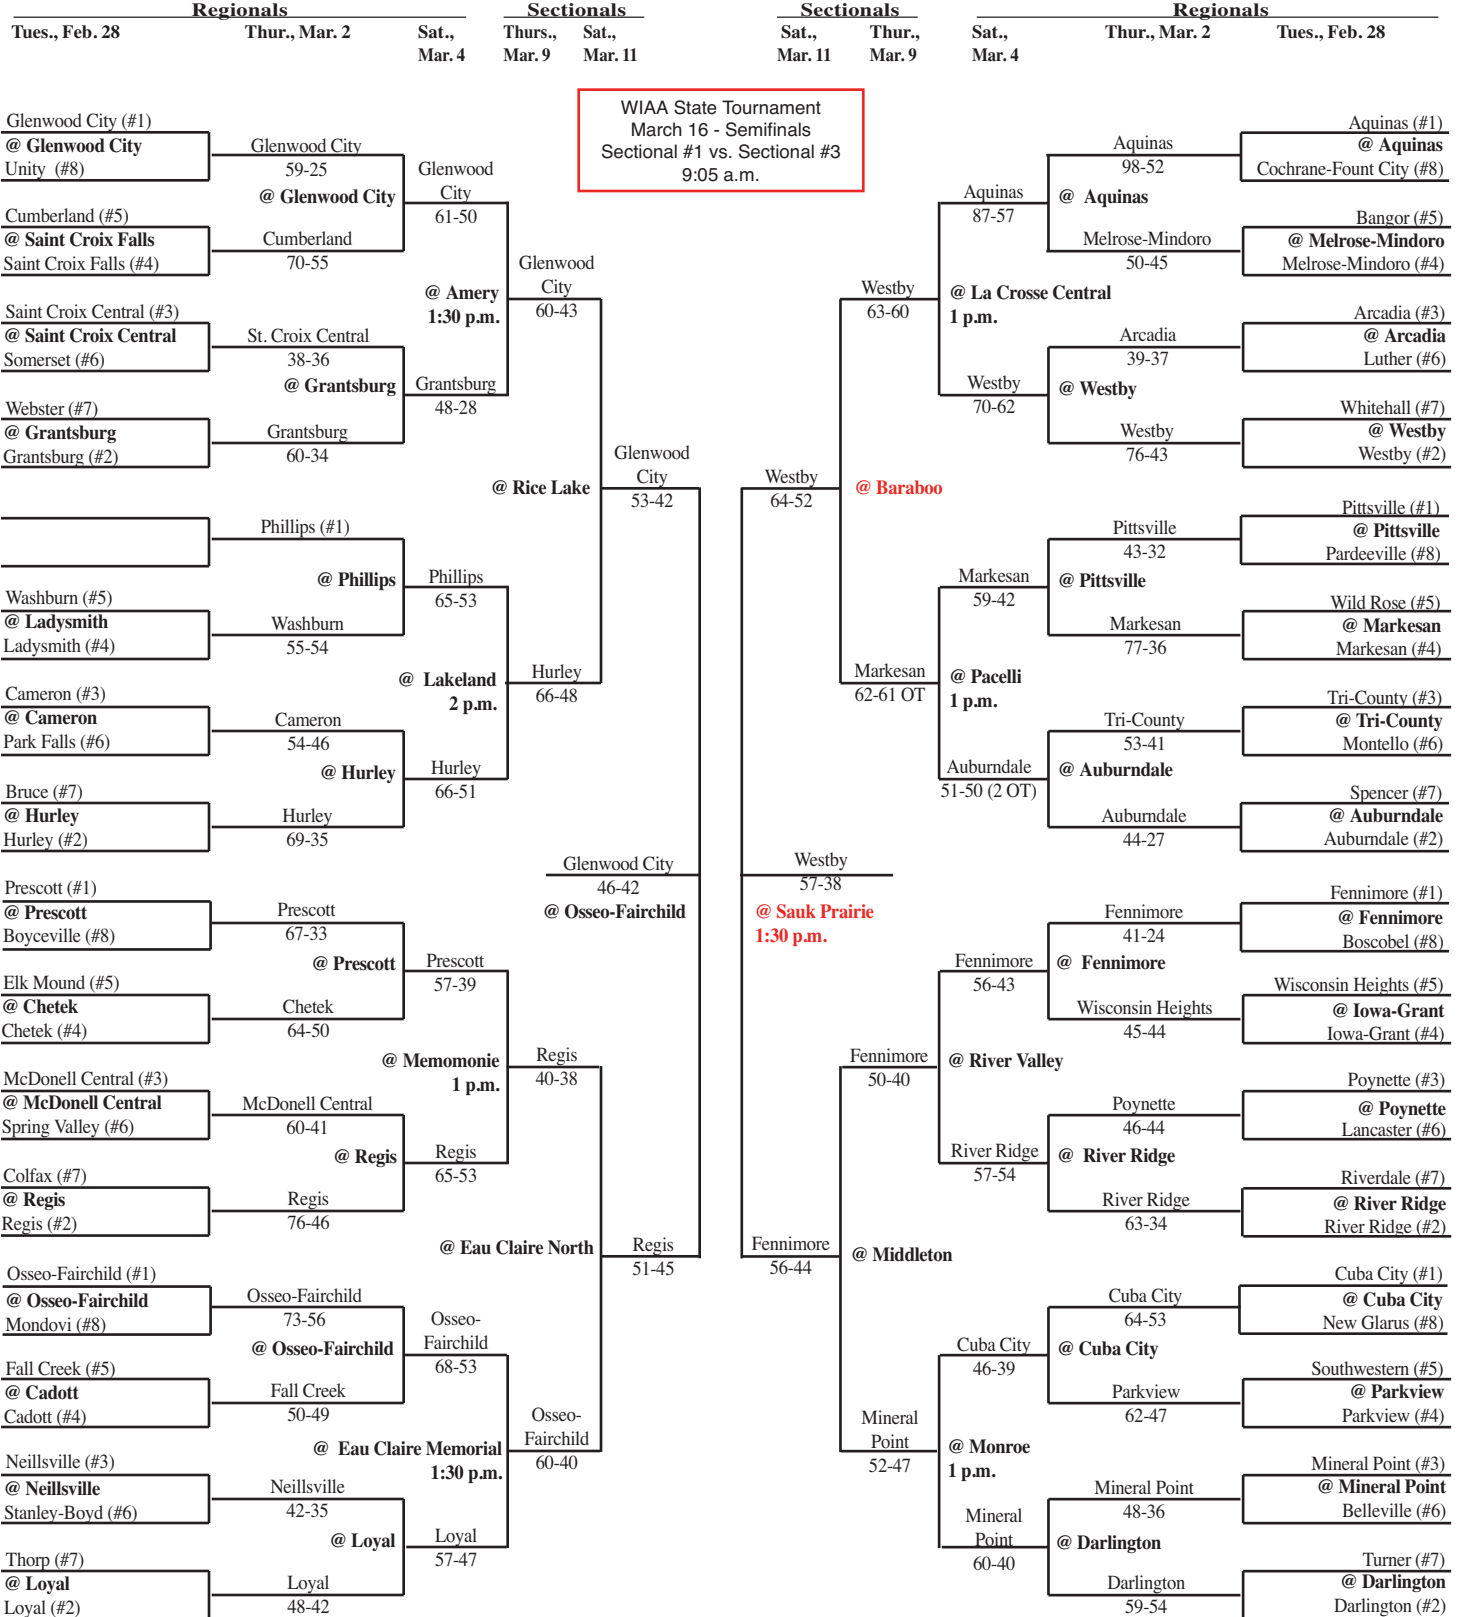 Regionals
Sectionals
Sectionals
Regionals
Tues., Feb. 28
Thur., Mar. 2
Sat.,
Mar. 4
Thurs.,
Mar. 9
Sat.,
Mar. 11
Sat.,
Mar. 11
Thur.,
Mar. 9
Sat.,
Mar. 4
Thur., Mar. 2
Tues., Feb. 28
WIAA State Tournament
March 16 - Semifinals
Sectional #1 vs. Sectional #3
9:05 a.m.
Glenwood City (#1)
@ Glenwood City
Unity (#8)
Cumberland (#5)
@ Saint Croix Falls
Saint Croix Falls (#4)
Saint Croix Central (#3)
@ Saint Croix Central
Somerset (#6)
Webster (#7)
@ Grantsburg
Grantsburg (#2)
Washburn (#5)
@ Ladysmith
Ladysmith (#4)
Cameron (#3)
@ Cameron
Park Falls (#6)
Bruce (#7)
@ Hurley
Hurley (#2)
Prescott (#1)
@ Prescott
Boyceville (#8)
Elk Mound (#5)
@ Chetek
Chetek (#4)
McDonell Central (#3)
@ McDonell Central
Spring Valley (#6)
Colfax (#7)
@ Regis
Regis (#2)
Osseo-Fairchild (#1)
@ Osseo-Fairchild
Mondovi (#8)
Fall Creek (#5)
@ Cadott
Cadott (#4)
Neillsville (#3)
@ Neillsville
Stanley-Boyd (#6)
Thorp (#7)
@ Loyal
Loyal (#2)
Glenwood City
59-25
@ Glenwood City
Cumberland
70-55
St. Croix Central
38-36
@ Grantsburg
Grantsburg
60-34
Phillips (#1)
@ Phillips
Washburn
55-54
Cameron
54-46
@ Hurley
Hurley
69-35
Prescott
67-33
@ Prescott
Chetek
64-50
McDonell Central
60-41
@ Regis
Regis
76-46
Osseo-Fairchild
73-56
@ Osseo-Fairchild
Fall Creek
50-49
Neillsville
42-35
@ Loyal
Loyal
48-42
Glenwood
City
61-50
@ Amery
1:30 p.m.
Grantsburg
48-28
Phillips
65-53
@ Lakeland
2 p.m.
Hurley
66-51
Prescott
57-39
@ Memomonie
1 p.m.
Regis
65-53
Osseo-
Fairchild
68-53
@ Eau Claire Memorial
1:30 p.m.
Loyal
57-47
Glenwood
City
60-43
@ Rice Lake
Hurley
66-48
Regis
40-38
@ Eau Claire North
Osseo-
Fairchild
60-40
Glenwood
City
53-42
Glenwood City
46-42
@ Osseo-Fairchild
Regis
51-45
Westby
64-52
Westby
57-38
@ Sauk Prairie
1:30 p.m.
Fennimore
56-44
Westby
63-60
@ Baraboo
Markesan
62-61 OT
Fennimore
50-40
@ Middleton
Mineral
Point
52-47
Aquinas
87-57
@ La Crosse Central
1 p.m.
Westby
70-62
Markesan
59-42
@ Pacelli
1 p.m.
Auburndale
51-50 (2 OT)
Fennimore
56-43
@ River Valley
River Ridge
57-54
Cuba City
46-39
@ Monroe
1 p.m.
Mineral
Point
60-40
Aquinas
98-52
@ Aquinas
Melrose-Mindoro
50-45
Arcadia
39-37
@ Westby
Westby
76-43
Pittsville
43-32
@ Pittsville
Markesan
77-36
Tri-County
53-41
@ Auburndale
Auburndale
44-27
Fennimore
41-24
@ Fennimore
Wisconsin Heights
45-44
Poynette
46-44
@ River Ridge
River Ridge
63-34
Cuba City
64-53
@ Cuba City
Parkview
62-47
Mineral Point
48-36
@ Darlington
Darlington
59-54
Aquinas (#1)
@ Aquinas
Cochrane-Fount City (#8)
Bangor (#5)
@ Melrose-Mindoro
Melrose-Mindoro (#4)
Arcadia (#3)
@ Arcadia
Luther (#6)
Whitehall (#7)
@ Westby
Westby (#2)
Pittsville (#1)
@ Pittsville
Pardeeville (#8)
Wild Rose (#5)
@ Markesan
Markesan (#4)
Tri-County (#3)
@ Tri-County
Montello (#6)
Spencer (#7)
@ Auburndale
Auburndale (#2)
Fennimore (#1)
@ Fennimore
Boscobel (#8)
Wisconsin Heights (#5)
@ Iowa-Grant
Iowa-Grant (#4)
Poynette (#3)
@ Poynette
Lancaster (#6)
Riverdale (#7)
@ River Ridge
River Ridge (#2)
Cuba City (#1)
@ Cuba City
New Glarus (#8)
Southwestern (#5)
@ Parkview
Parkview (#4)
Mineral Point (#3)
@ Mineral Point
Belleville (#6)
Turner (#7)
@ Darlington
Darlington (#2)